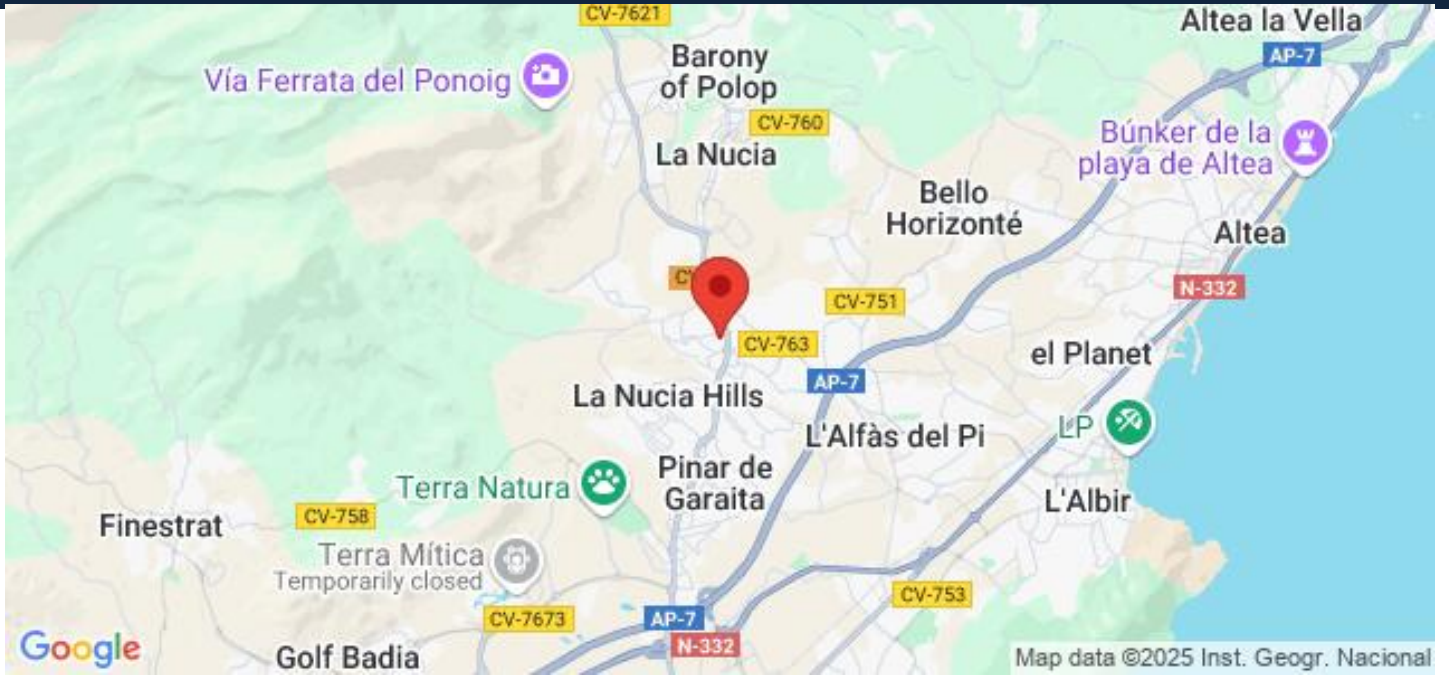 CV-7621
Altea la Vella
AP-7
Barony
of Polop
Vía Ferrata del Ponoig
CV-760
La Nucia
Búnker de la
playa de Altea
Bello
Horizonté
Altea
N-332
CV-751
CV-763
el Planet
AP-7
La Nucia Hills
L'Alfàs del Pi
LP
Pinar de
Garaita
Terra Natura
L'Albir
Finestrat
CV-758
Terra Mítica
Temporarily closed
CV-753
CV-7673
AP-7
N-332
Golf Badia
Google
Map data ©2025 Inst. Geogr. Nacional